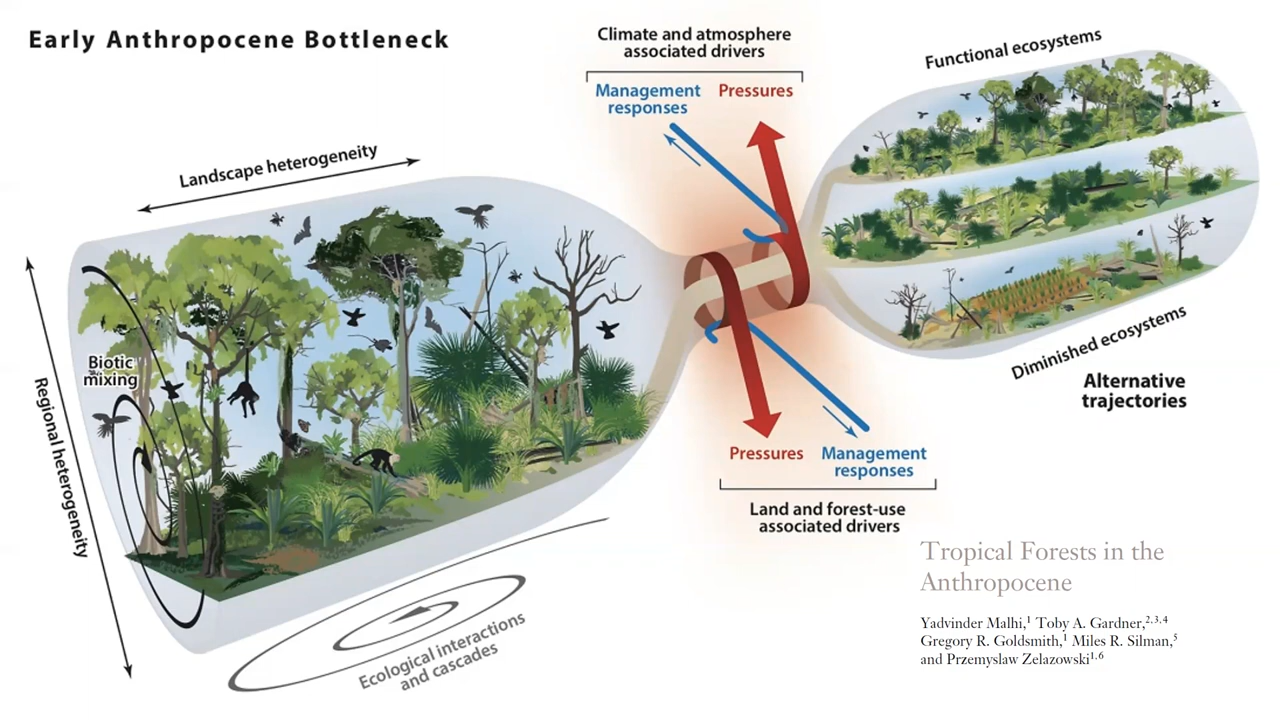 Early Anthropocene Bottleneck
Climate and atmosphere
associated drivers
Management
responses
Pressures
Functional ecosystems
Landscape heterogeneity
Biotic
mixing
Regional heterogeneity
Diminished ecosystems
Alternative
trajectories
Pressures
Management
responses
Land and forest-use
associated drivers
Ecological interactions
and cascades
Tropical Forests in the
Anthropocene
Yadvinder Malhi,¹ Toby A. Gardner,²,³,⁴
Gregory R. Goldsmith,¹ Miles R. Silman,⁵
and Przemyslaw Zelazowski¹,⁶